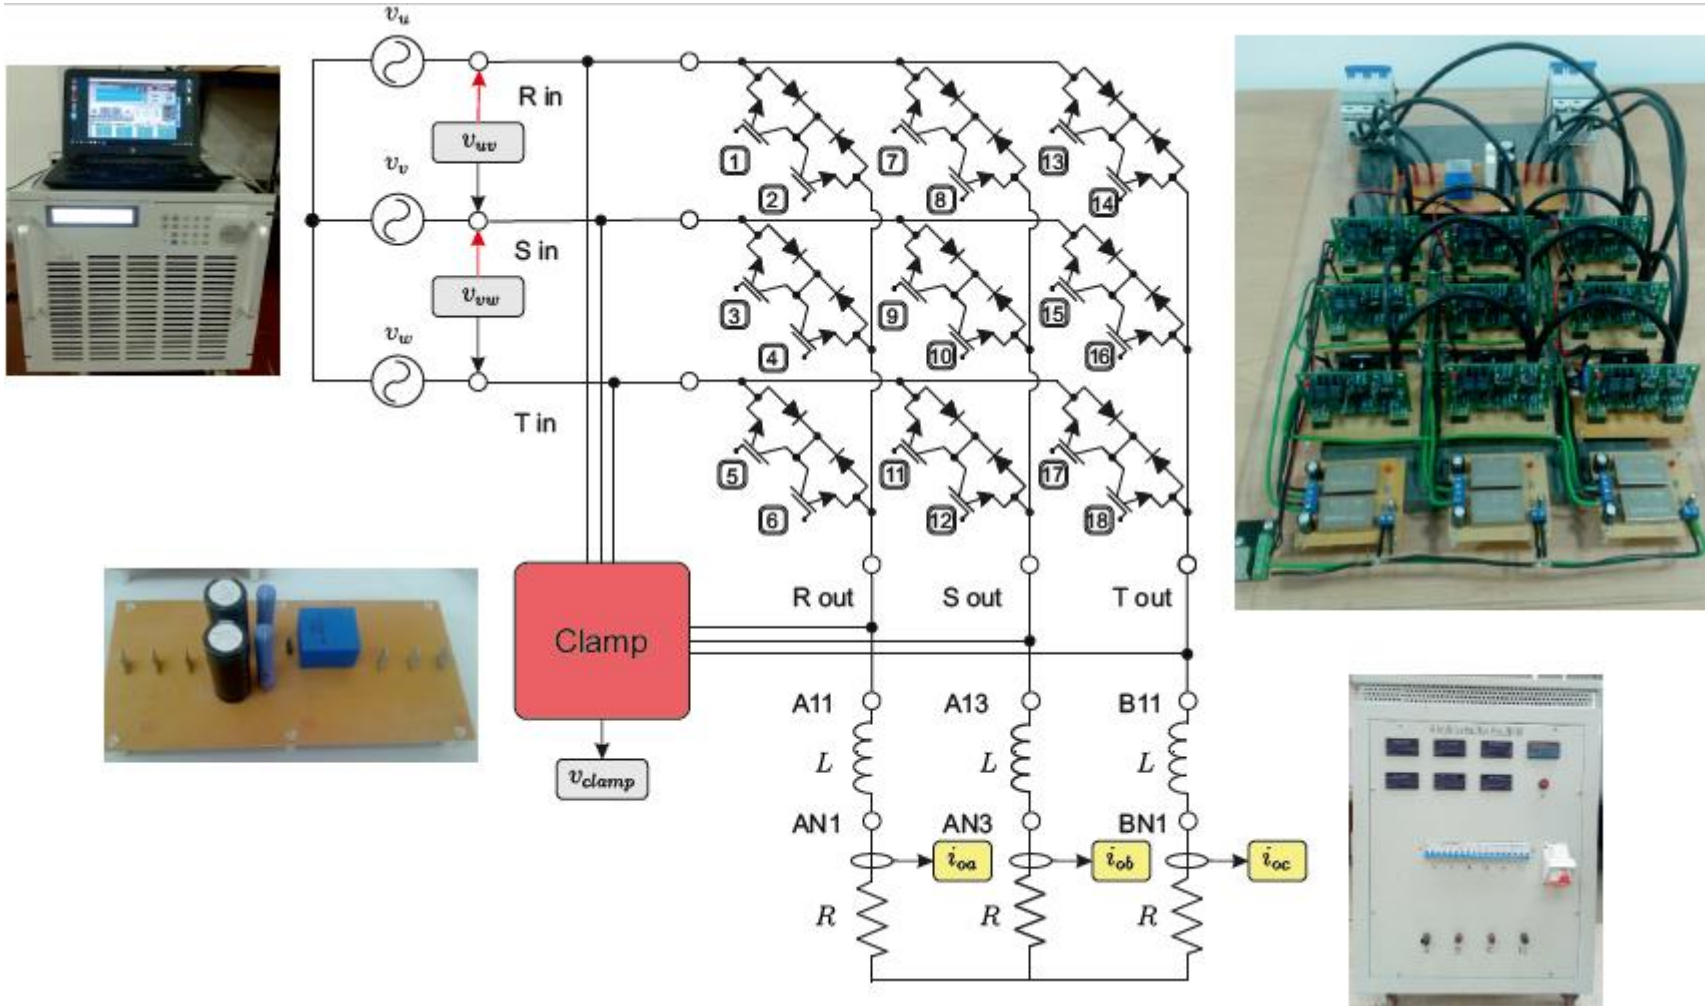 v_u
R in
v_uv
1
7
13
2
8
14
v_v
S in
v_vw
3
9
15
4
10
16
v_w
T in
5
11
17
6
12
18
R out
S out
T out
Clamp
v_clamp
A11
A13
B11
L
L
L
AN1
AN3
BN1
i_oa
i_ob
i_oc
R
R
R